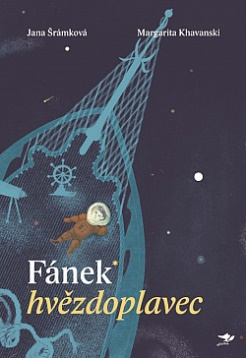 Jana Šrámková
Margarita Khavanski
Fánek
hvězdoplavec